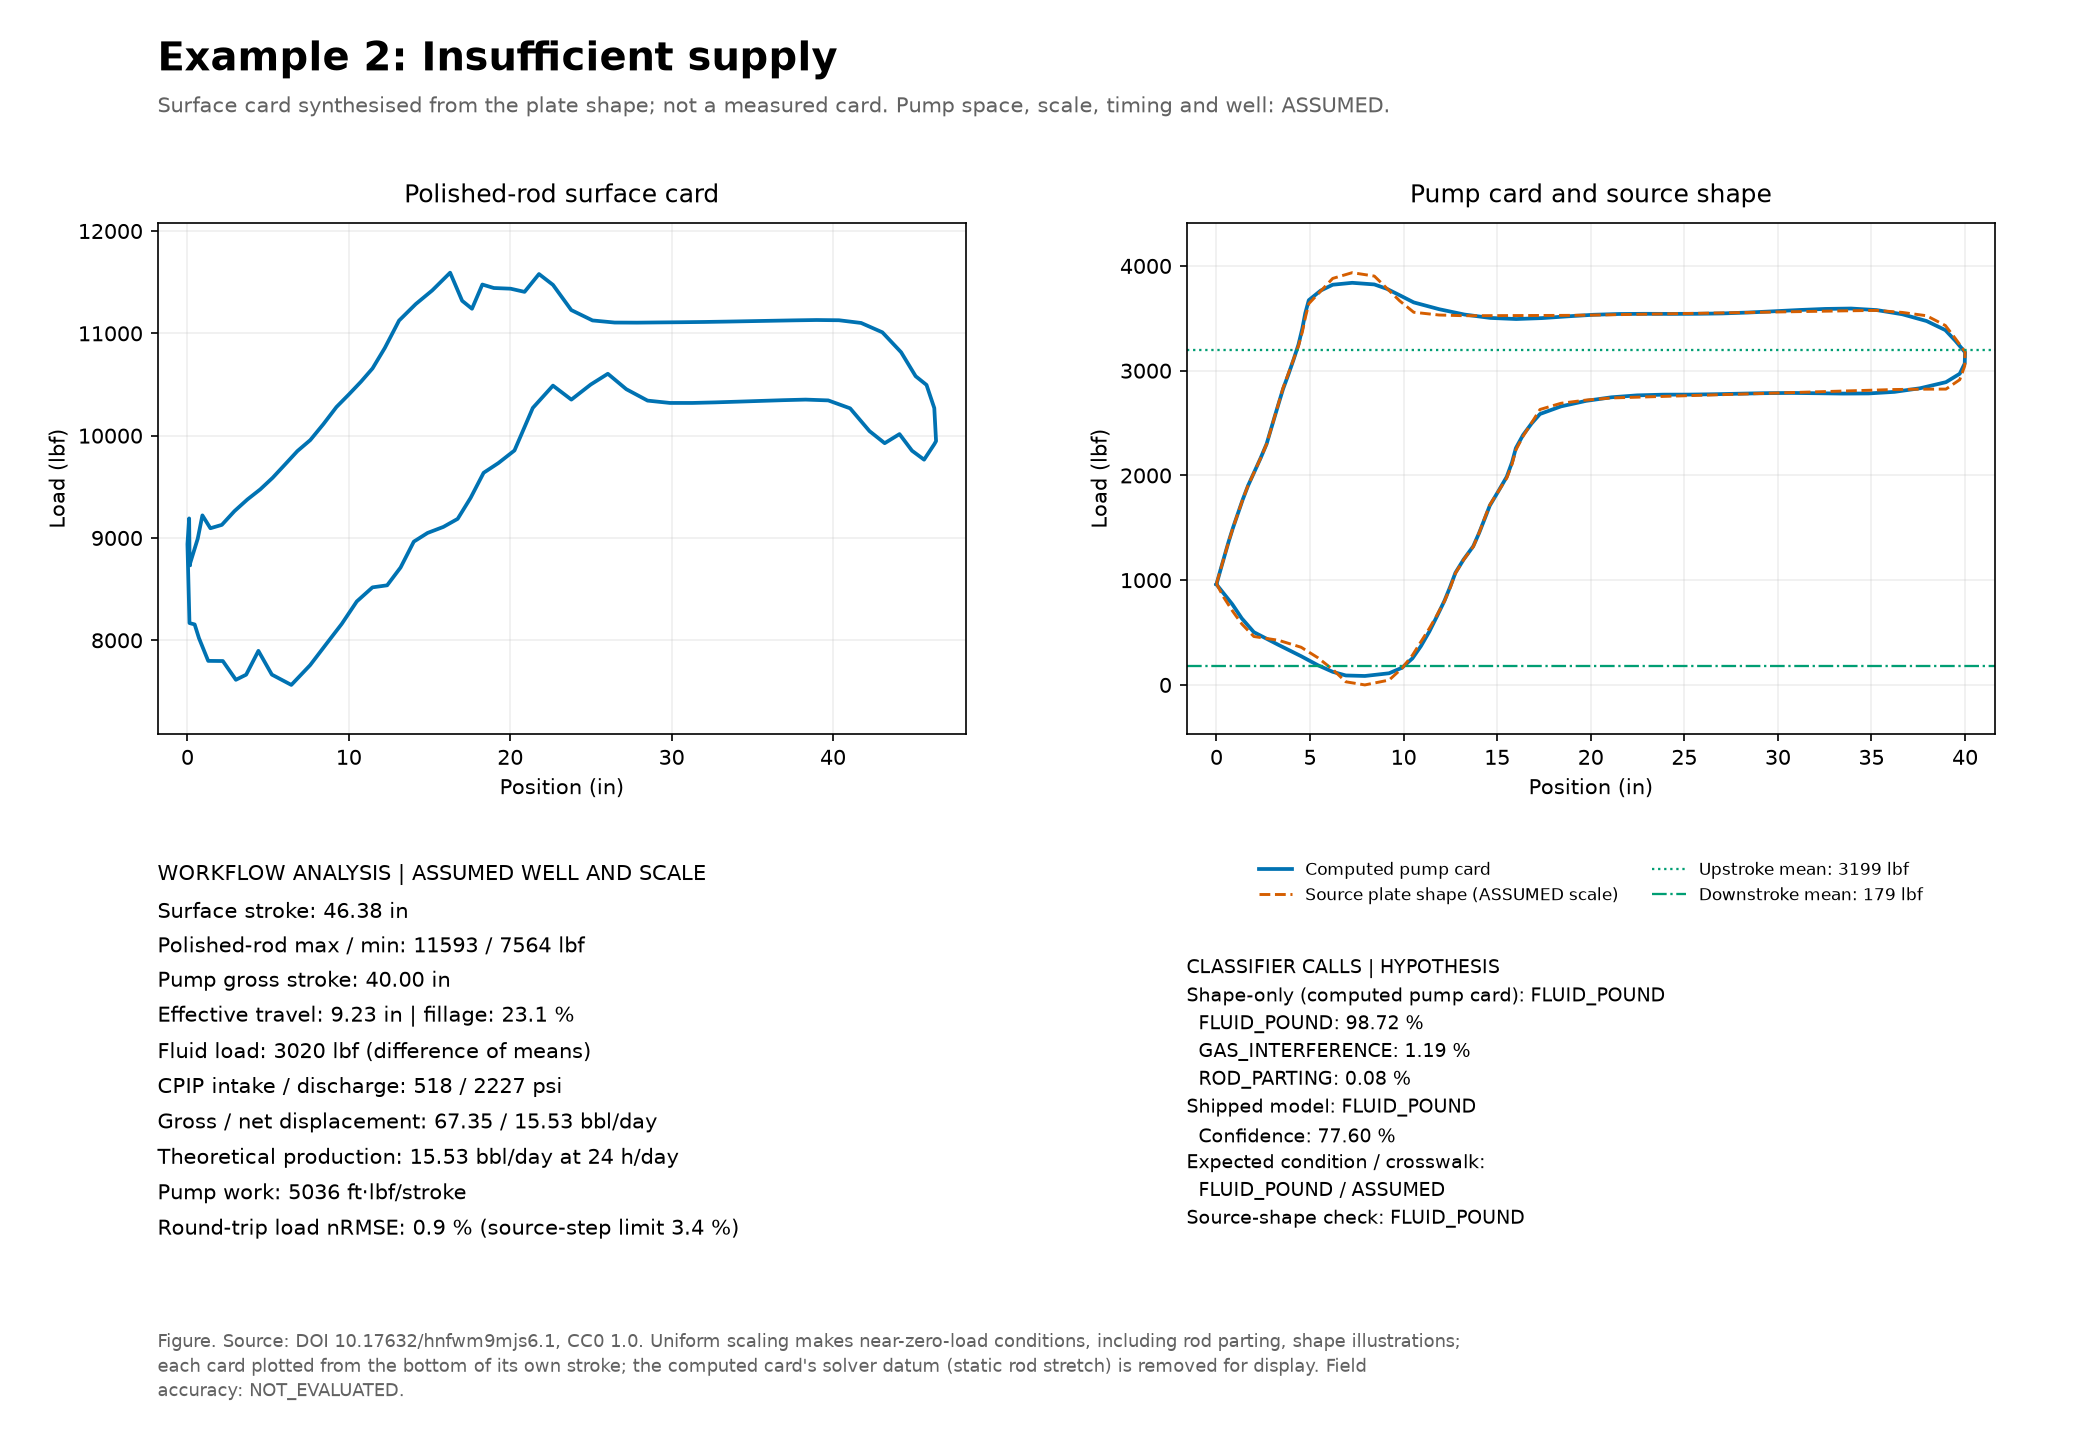 Example 2: Insufficient supply
Surface card synthesised from the plate shape; not a measured card. Pump space, scale, timing and well: ASSUMED.
Polished-rod surface card
12000
11000
10000
9000
8000
Load (lbf)
0 10 20 30 40
Position (in)
Pump card and source shape
4000
3000
2000
1000
0
Load (lbf)
0 5 10 15 20 25 30 35 40
Position (in)
WORKFLOW ANALYSIS | ASSUMED WELL AND SCALE
Surface stroke: 46.38 in
Polished-rod max / min: 11593 / 7564 lbf
Pump gross stroke: 40.00 in
Effective travel: 9.23 in | fillage: 23.1 %
Fluid load: 3020 lbf (difference of means)
CPIP intake / discharge: 518 / 2227 psi
Gross / net displacement: 67.35 / 15.53 bbl/day
Theoretical production: 15.53 bbl/day at 24 h/day
Pump work: 5036 ft·lbf/stroke
Round-trip load nRMSE: 0.9 % (source-step limit 3.4 %)
Computed pump card
Source plate shape (ASSUMED scale)
Upstroke mean: 3199 lbf
Downstroke mean: 179 lbf
CLASSIFIER CALLS | HYPOTHESIS
Shape-only (computed pump card): FLUID_POUND
FLUID_POUND: 98.72 %
GAS_INTERFERENCE: 1.19 %
ROD_PARTING: 0.08 %
Shipped model: FLUID_POUND
Confidence: 77.60 %
Expected condition / crosswalk:
FLUID_POUND / ASSUMED
Source-shape check: FLUID_POUND
Figure. Source: DOI 10.17632/hnfwm9mjs6.1, CC0 1.0. Uniform scaling makes near-zero-load conditions, including rod parting, shape illustrations;
each card plotted from the bottom of its own stroke; the computed card's solver datum (static rod stretch) is removed for display. Field
accuracy: NOT_EVALUATED.